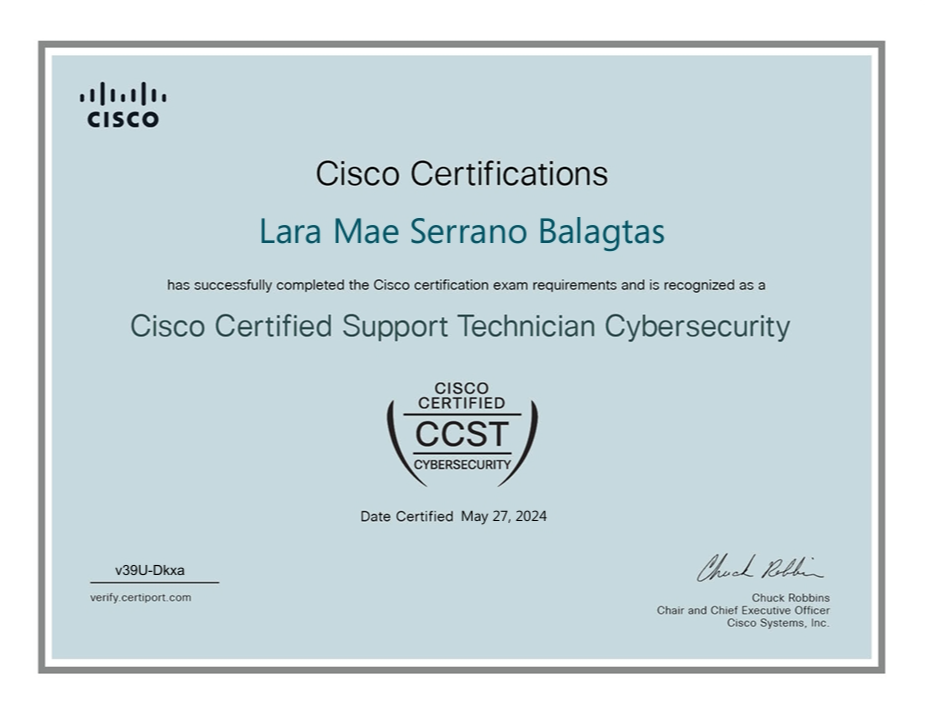 CISCO
Cisco Certifications
Lara Mae Serrano Balagtas
has successfully completed the Cisco certification exam requirements and is recognized as a
Cisco Certified Support Technician Cybersecurity
CISCO
CERTIFIED
CCST
CYBERSECURITY
Date Certified May 27, 2024
v39U-Dkxa
verify.certiport.com
Chuck Robbins
Chuck Robbins
Chair and Chief Executive Officer
Cisco Systems, Inc.